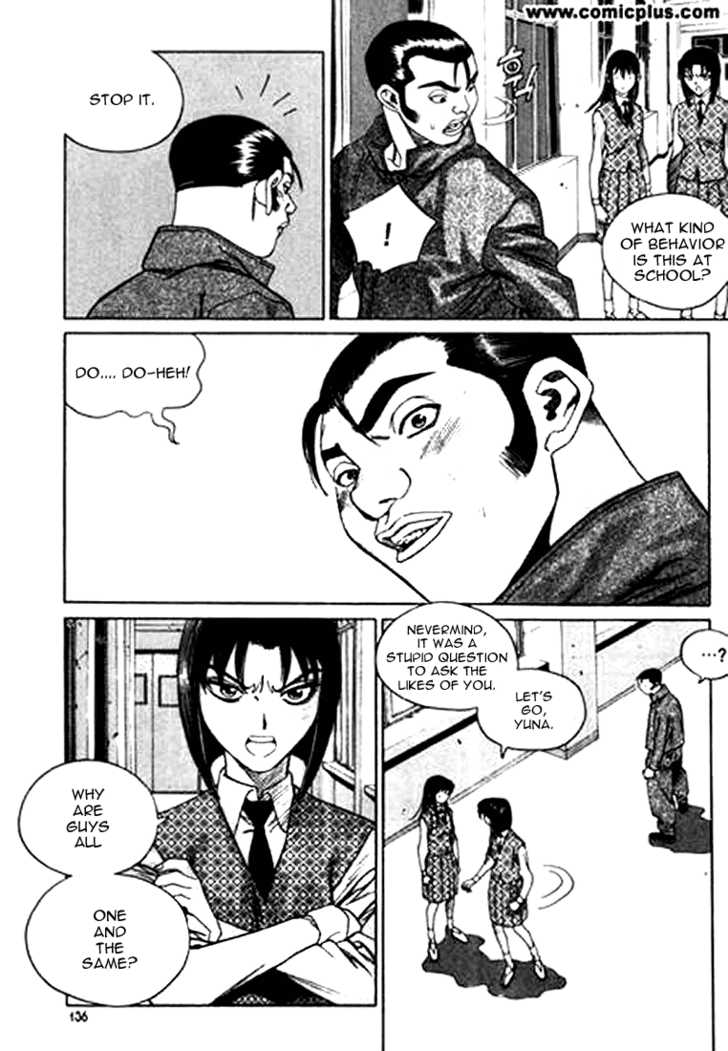 www.comicplus.com
STOP IT.
!
WHAT KIND
OF BEHAVIOR
IS THIS AT
SCHOOL?
DO.... DO-HEH!
WHY
ARE
GUYS
ALL
ONE
AND
THE
SAME?
NEVERMIND,
IT WAS A
STUPID QUESTION
TO ASK THE
LIKES OF YOU.
LET'S
GO,
YUNA.
...?
136